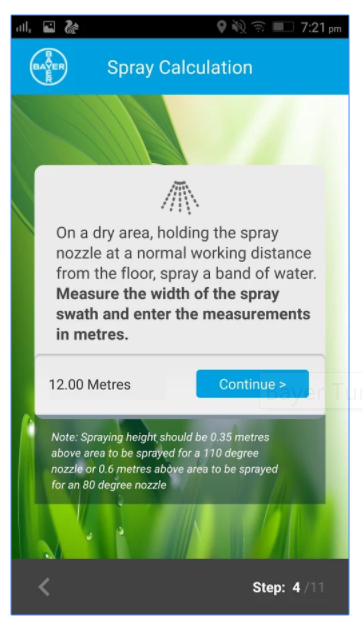 7:21 pm
BAYER
BAYER
Spray Calculation
On a dry area, holding the spray
nozzle at a normal working distance
from the floor, spray a band of water.
Measure the width of the spray
swath and enter the measurements
in metres.
12.00 Metres
Continue >
Note: Spraying height should be 0.35 metres
above area to be sprayed for a 110 degree
nozzle or 0.6 metres above area to be sprayed
for an 80 degree nozzle
Step: 4 /11